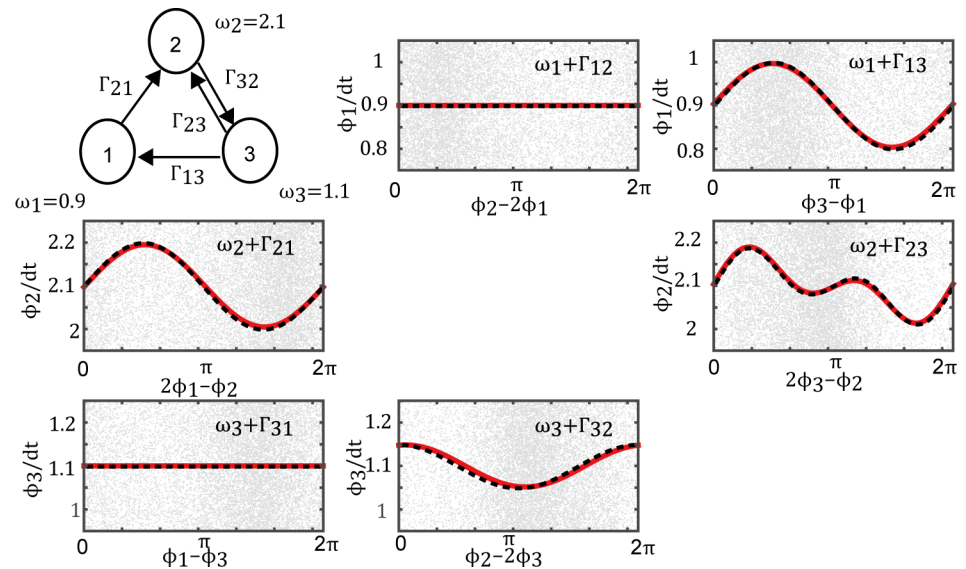 2
ω₂=2.1
Γ₂₁
Γ₃₂
Γ₂₃
1
3
Γ₁₃
ω₁=0.9
ω₃=1.1
ϕ₁/dt
1
0.9
0.8
ω₁+Γ₁₂
0
π
2π
ϕ₂−2ϕ₁
ϕ₁/dt
1
0.9
0.8
ω₁+Γ₁₃
0
π
2π
ϕ₃−ϕ₁
ϕ₂/dt
2.2
2.1
2
ω₂+Γ₂₁
0
π
2π
2ϕ₁−ϕ₂
ϕ₂/dt
2.2
2.1
2
ω₂+Γ₂₃
0
π
2π
2ϕ₃−ϕ₂
ϕ₃/dt
1.2
1.1
1
ω₃+Γ₃₁
0
π
2π
ϕ₁−ϕ₃
ϕ₃/dt
1.2
1.1
1
ω₃+Γ₃₂
0
π
2π
ϕ₂−2ϕ₃